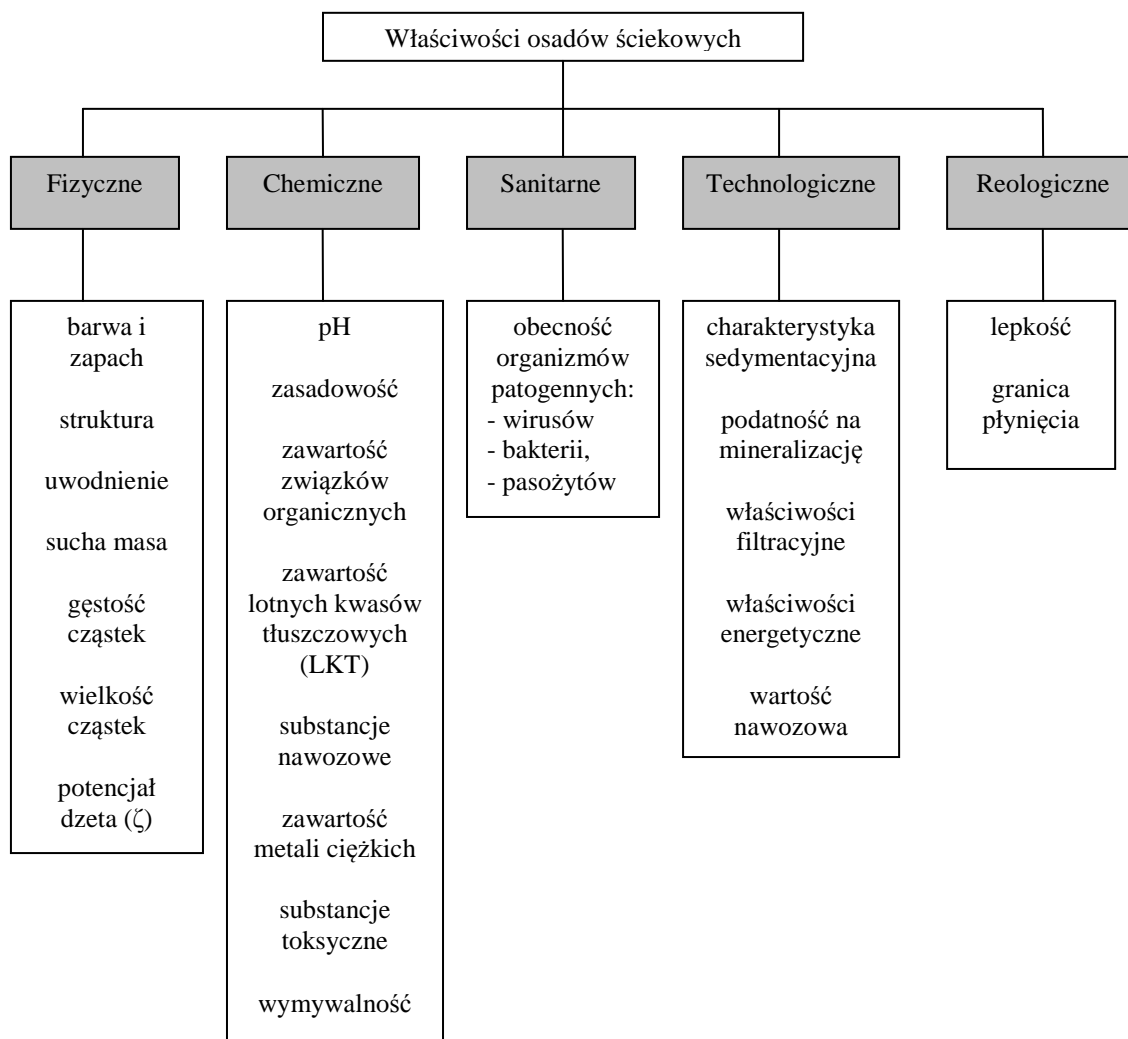 Właściwości osadów ściekowych
Fizyczne
Chemiczne
Sanitarne
Technologiczne
Reologiczne
barwa i
zapach
struktura
uwodnienie
sucha masa
gęstość
cząstek
wielkość
cząstek
potencjał
dzeta (ζ)
pH
zasadowość
zawartość
związków
organicznych
zawartość
lotnych kwasów
tłuszczowych
(LKT)
substancje
nawozowe
zawartość
metali ciężkich
substancje
toksyczne
wymywalność
obecność
organizmów
patogennych:
- wirusów
- bakterii,
- pasożytów
charakterystyka
sedymentacyjna
podatność na
mineralizację
właściwości
filtracyjne
właściwości
energetyczne
wartość
nawozowa
lepkość
granica
płynięcia